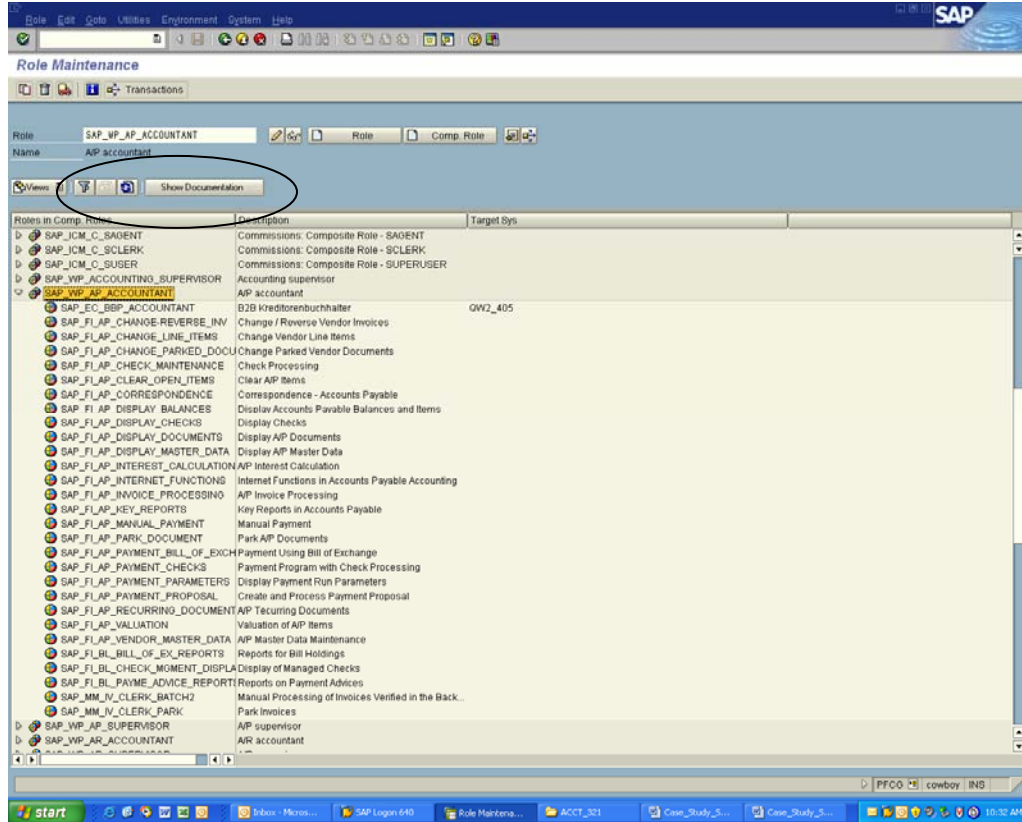 Role Edit Goto Utilities Environment System Help
SAP
Role Maintenance
Transactions
Role SAP_WP_AP_ACCOUNTANT Role Comp. Role
Name A/P accountant
Views Show Documentation
Roles in Comp. Roles Description Target Sys
SAP_ICM_C_SAGENT Commissions: Composite Role - SAGENT
SAP_ICM_C_SCLERK Commissions: Composite Role - SCLERK
SAP_ICM_C_SUSER Commissions: Composite Role - SUPERUSER
SAP_WP_ACCOUNTING_SUPERVISOR Accounting supervisor
SAP_WP_AP_ACCOUNTANT A/P accountant
SAP_EC_BBP_ACCOUNTANT B2B Kreditorenbuchhalter QW2_405
SAP_FI_AP_CHANGE-REVERSE_INV Change / Reverse Vendor Invoices
SAP_FI_AP_CHANGE_LINE_ITEMS Change Vendor Line Items
SAP_FI_AP_CHANGE_PARKED_DOCU Change Parked Vendor Documents
SAP_FI_AP_CHECK_MAINTENANCE Check Processing
SAP_FI_AP_CLEAR_OPEN_ITEMS Clear A/P Items
SAP_FI_AP_CORRESPONDENCE Correspondence - Accounts Payable
SAP_FI_AP_DISPLAY_BALANCES Display Accounts Payable Balances and Items
SAP_FI_AP_DISPLAY_CHECKS Display Checks
SAP_FI_AP_DISPLAY_DOCUMENTS Display A/P Documents
SAP_FI_AP_DISPLAY_MASTER_DATA Display A/P Master Data
SAP_FI_AP_INTEREST_CALCULATION A/P Interest Calculation
SAP_FI_AP_INTERNET_FUNCTIONS Internet Functions in Accounts Payable Accounting
SAP_FI_AP_INVOICE_PROCESSING A/P Invoice Processing
SAP_FI_AP_KEY_REPORTS Key Reports in Accounts Payable
SAP_FI_AP_MANUAL_PAYMENT Manual Payment
SAP_FI_AP_PARK_DOCUMENT Park A/P Documents
SAP_FI_AP_PAYMENT_BILL_OF_EXCH Payment Using Bill of Exchange
SAP_FI_AP_PAYMENT_CHECKS Payment Program with Check Processing
SAP_FI_AP_PAYMENT_PARAMETERS Display Payment Run Parameters
SAP_FI_AP_PAYMENT_PROPOSAL Create and Process Payment Proposal
SAP_FI_AP_RECURRING_DOCUMENT A/P Tecurring Documents
SAP_FI_AP_VALUATION Valuation of A/P Items
SAP_FI_AP_VENDOR_MASTER_DATA A/P Master Data Maintenance
SAP_FI_BL_BILL_OF_EX_REPORTS Reports for Bill Holdings
SAP_FI_BL_CHECK_MGMENT_DISPLA Display of Managed Checks
SAP_FI_BL_PAYME_ADVICE_REPORT Reports on Payment Advices
SAP_MM_IV_CLERK_BATCH2 Manual Processing of Invoices Verified in the Back...
SAP_MM_IV_CLERK_PARK Park Invoices
SAP_WP_AP_SUPERVISOR A/P supervisor
SAP_WP_AR_ACCOUNTANT A/R accountant
PFCG cowboy INS
start Inbox - Micros... SAP Logon 640 Role Maintena... ACCT_321 Case_Study_S... Case_Study_S... 10:32 AM